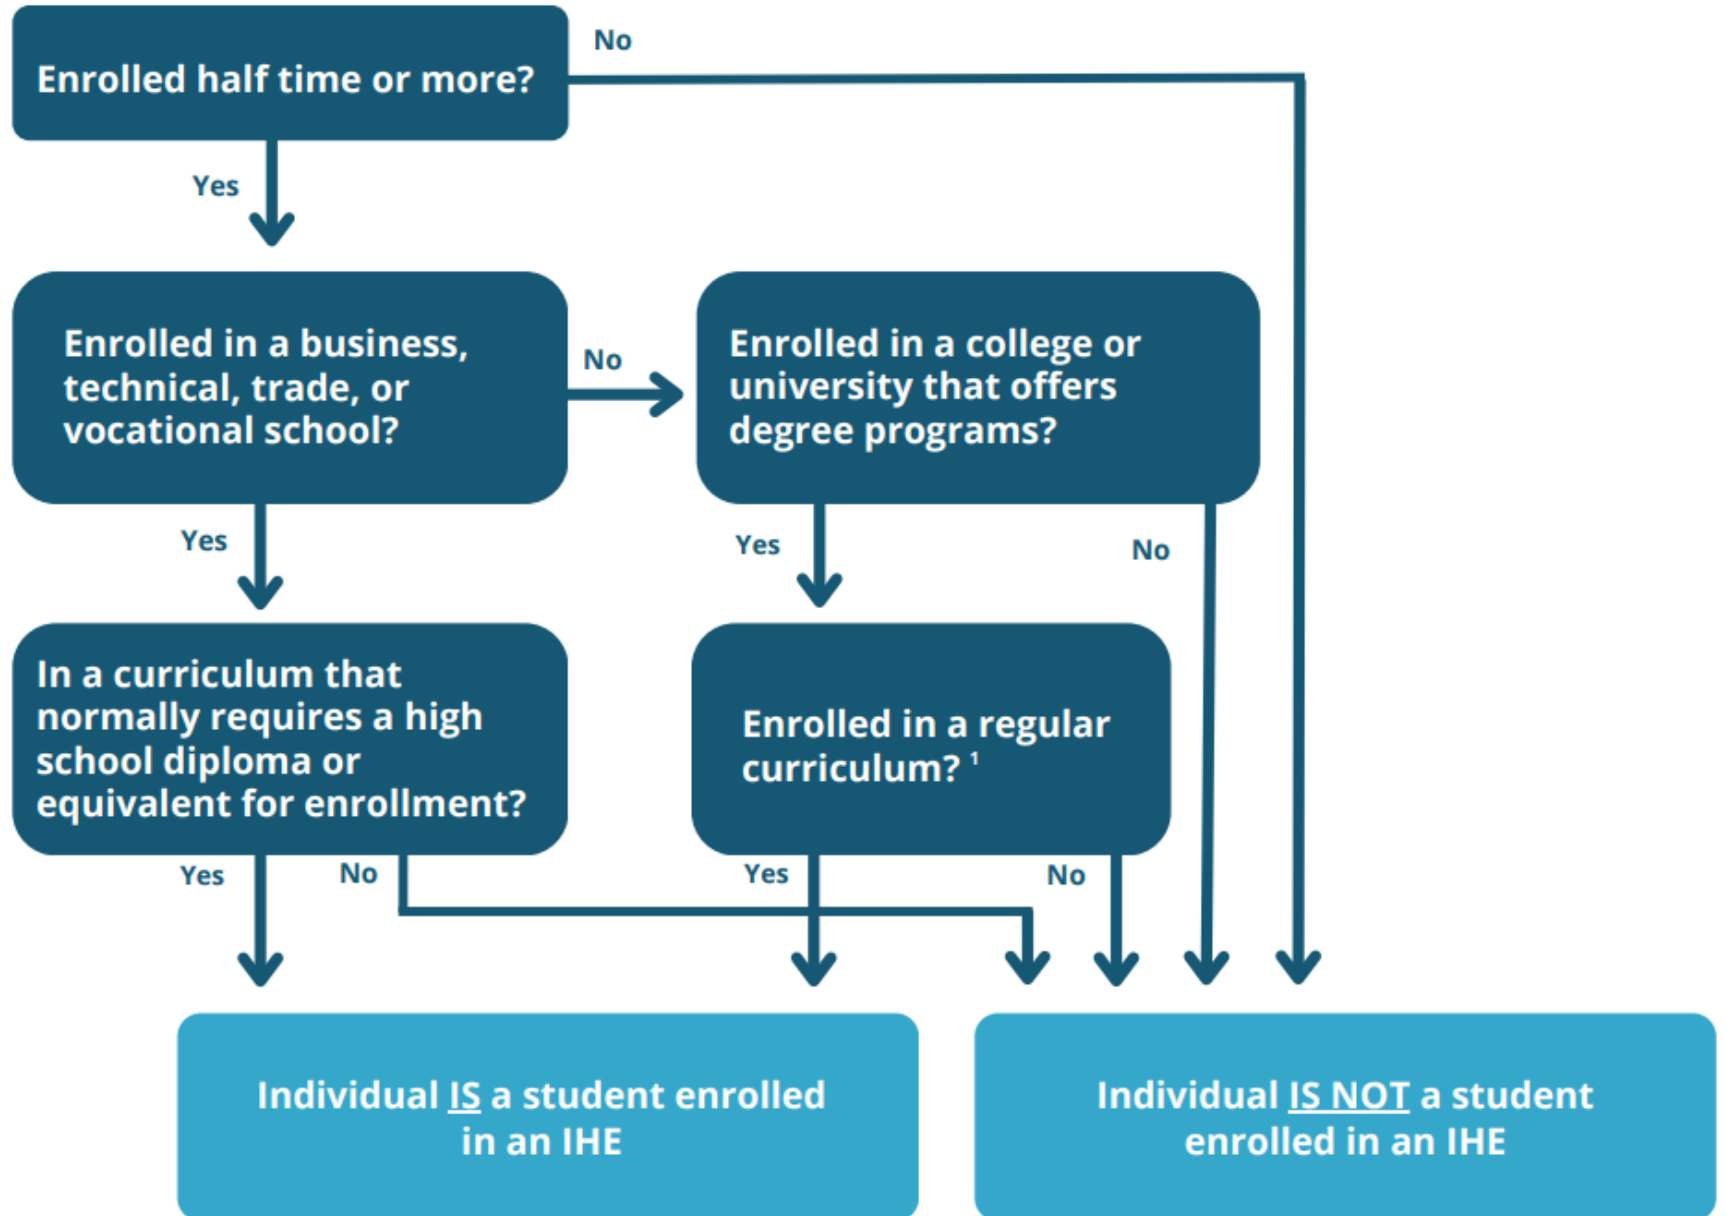 No
Enrolled half time or more?
Yes
Enrolled in a business,
technical, trade, or
vocational school?
No
Enrolled in a college or
university that offers
degree programs?
Yes
Yes
No
In a curriculum that
normally requires a high
school diploma or
equivalent for enrollment?
Enrolled in a regular
curriculum? ¹
Yes
No
Yes
No
Individual IS a student enrolled
in an IHE
Individual IS NOT a student
enrolled in an IHE